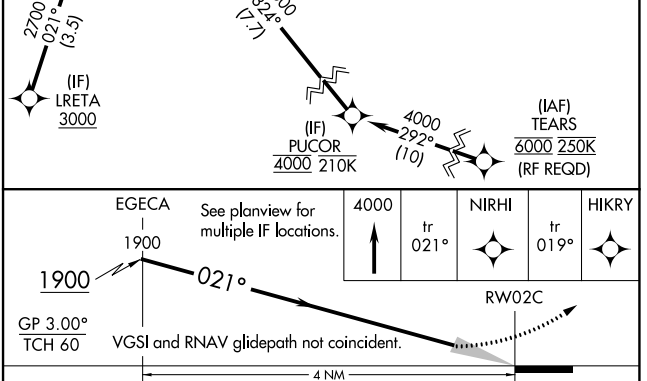 2700
021°
(3.5)
(IF)
LRETA
3000
324°
(7.7)
(IF)
PUCOR
4000 210K
4000
292°
(10)
(IAF)
TEARS
6000 250K
(RF REQD)
EGECA
1900
See planview for
multiple IF locations.
4000
tr
021°
NIRHI
tr
019°
HIKRY
1900
021°
RW02C
GP 3.00°
TCH 60
VGSI and RNAV glidepath not coincident.
4 NM